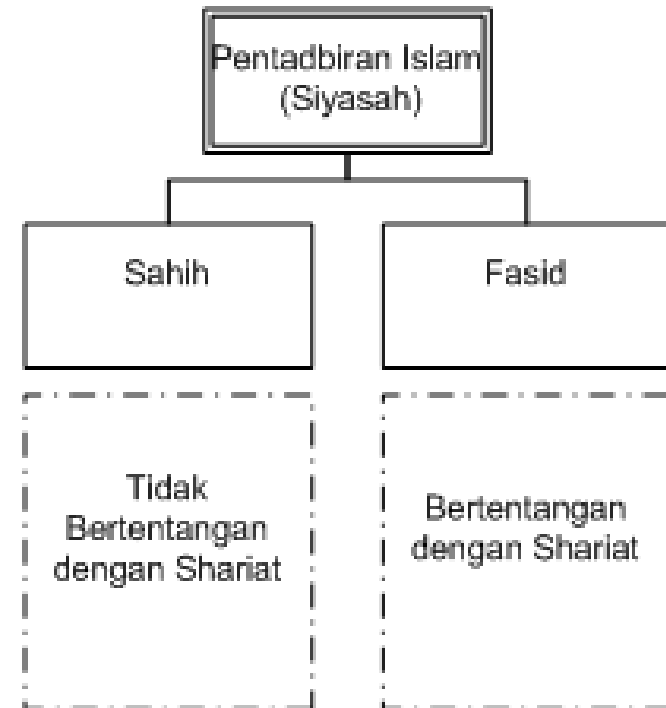 Pentadbiran Islam
(Siyasah)
Sahih
Fasid
Tidak
Bertentangan
dengan Shariat
Bertentangan
dengan Shariat